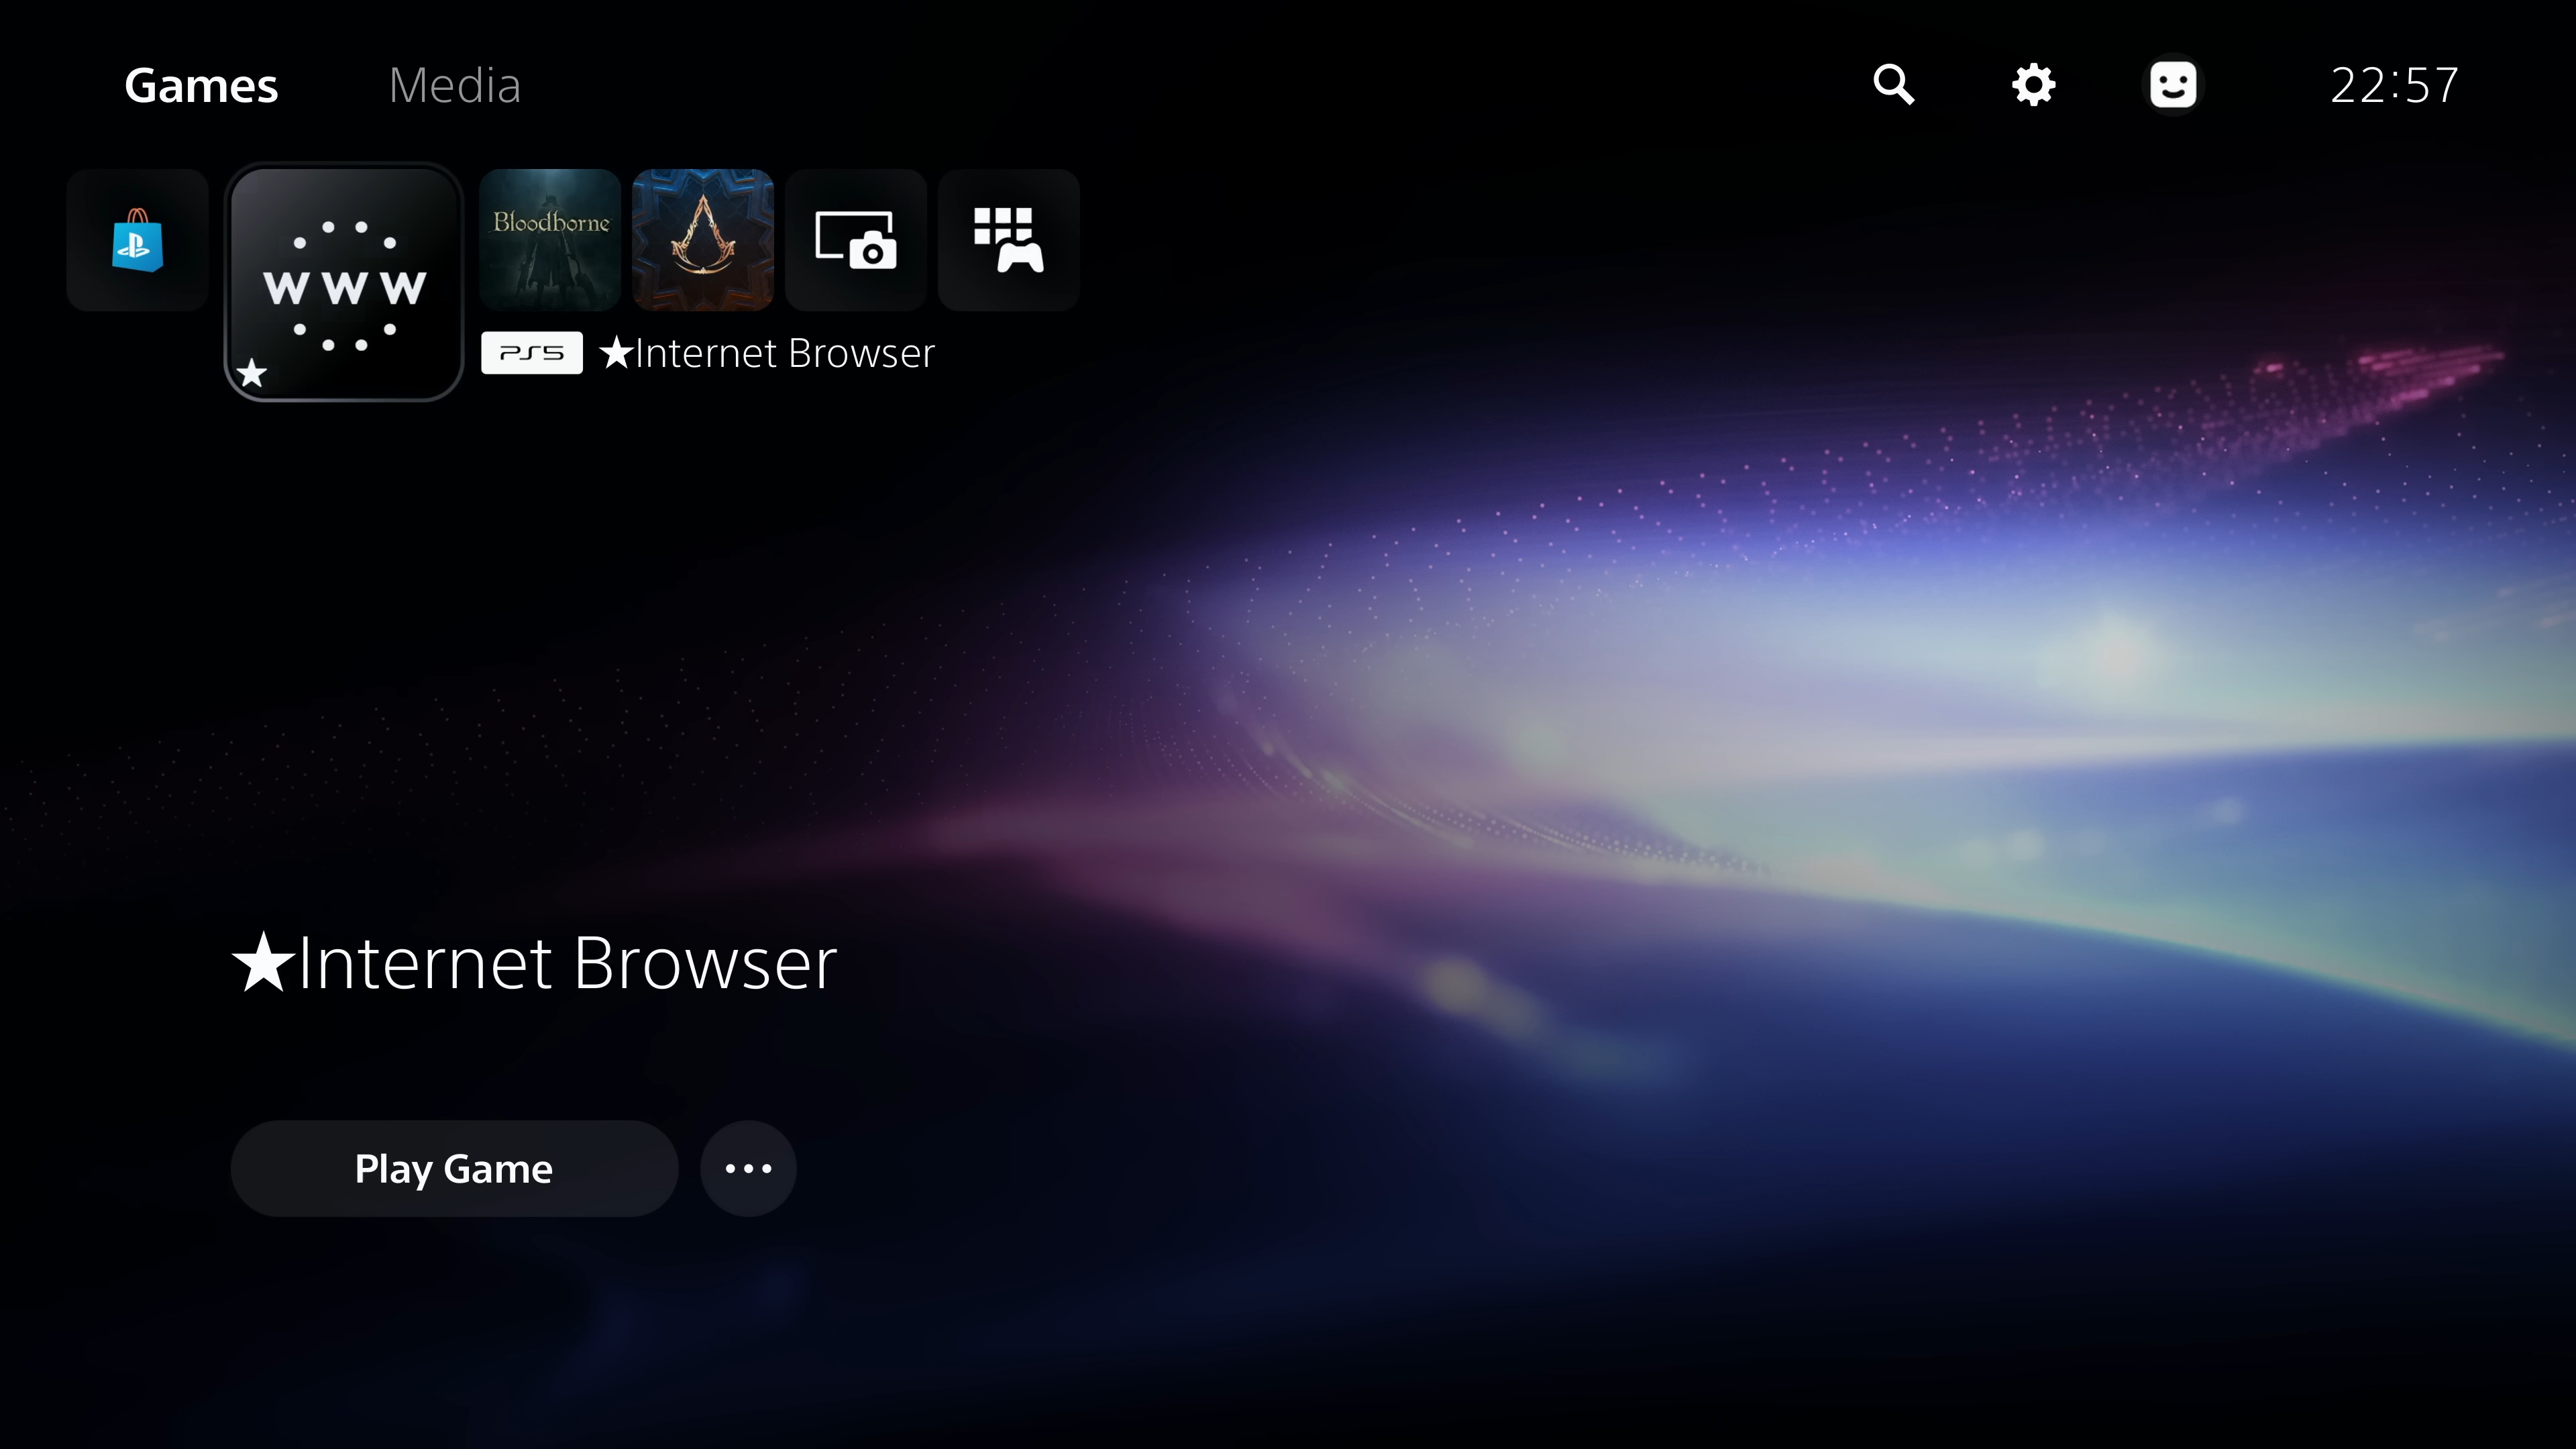 Games
Media
22:57
WWW
Bloodborne
PS5
★Internet Browser
★Internet Browser
Play Game